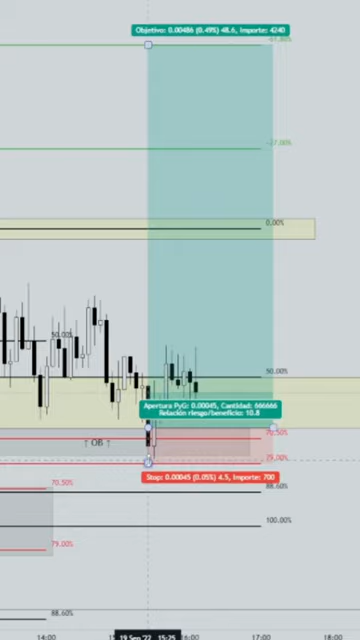 Objetivo: 0.00486 (0.49%) 48.6, Importe: 4240
-61.80%
-27.00%
0.00%
50.00%
50.00%
Apertura PyG: 0.00045, Cantidad: 666666
Relación riesgo/beneficio: 10.8
70.50%
↑ OB ↑
79.00%
Stop: 0.00045 (0.05%) 4.5, Importe: 700
70.50%
88.60%
100.00%
79.00%
88.60%
14:00
19 Sep '22 15:25
16:00
17:00
18:00